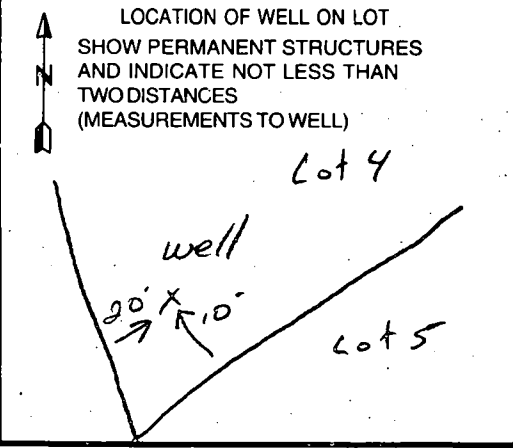 LOCATION OF WELL ON LOT
SHOW PERMANENT STRUCTURES
N AND INDICATE NOT LESS THAN
TWO DISTANCES
(MEASUREMENTS TO WELL)
Lot 4
well
20' X 10'
Lot 5